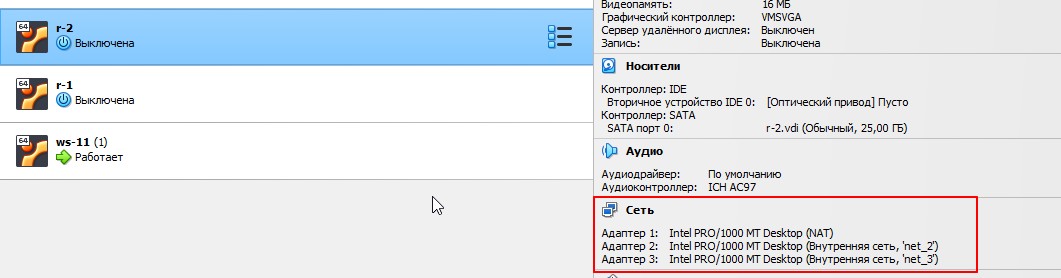 64
r-2
Выключена
64
r-1
Выключена
64
ws-11 (1)
Работает
Видеопамять: 16 МБ
Графический контроллер: VMSVGA
Сервер удалённого дисплея: Выключен
Запись: Выключена
Носители
Контроллер: IDE
Вторичное устройство IDE 0: [Оптический привод] Пусто
Контроллер: SATA
SATA порт 0: r-2.vdi (Обычный, 25,00 ГБ)
Аудио
Аудиодрайвер: По умолчанию
Аудиоконтроллер: ICH AC97
Сеть
Адаптер 1: Intel PRO/1000 MT Desktop (NAT)
Адаптер 2: Intel PRO/1000 MT Desktop (Внутренняя сеть, 'net_2')
Адаптер 3: Intel PRO/1000 MT Desktop (Внутренняя сеть, 'net_3')